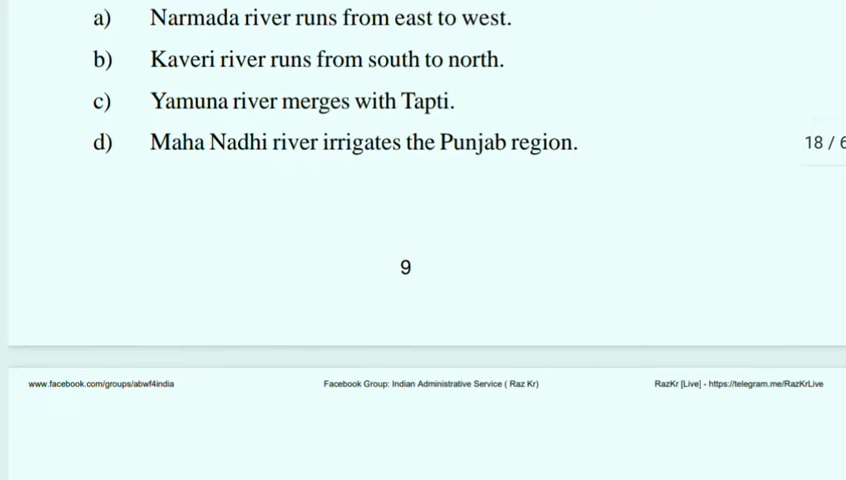 a) Narmada river runs from east to west.
b) Kaveri river runs from south to north.
c) Yamuna river merges with Tapti.
d) Maha Nadhi river irrigates the Punjab region.
18 / 6
9
www.facebook.com/groups/abwf4india Facebook Group: Indian Administrative Service ( Raz Kr) RazKr [Live] - https://telegram.me/RazKrLive